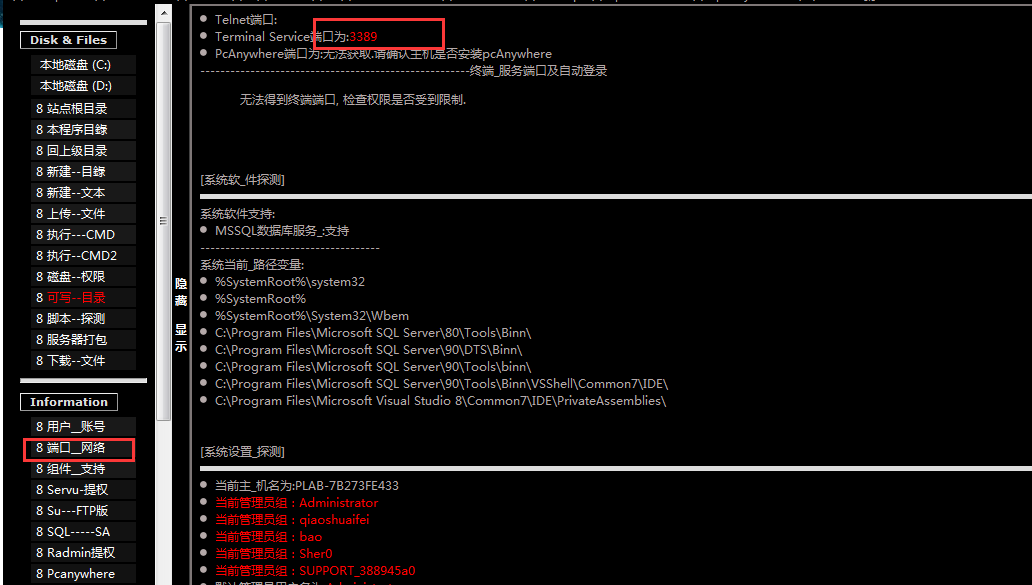 Disk & Files
本地磁盘 (C:)
本地磁盘 (D:)
8 站点根目录
8 本程序目錄
8 回上级目录
8 新建--目錄
8 新建--文本
8 上传--文件
8 执行---CMD
8 执行--CMD2
8 磁盘--权限
8 可写--目录
8 脚本--探测
8 服务器打包
8 下载--文件
Information
8 用户__账号
8 端口__网络
8 组件__支持
8 Servu-提权
8 Su---FTP版
8 SQL-----SA
8 Radmin提权
8 Pcanywhere
隐
藏
显
示
Telnet端口:
Terminal Service端口为:3389
PcAnywhere端口为:无法获取.请确认主机是否安装pcAnywhere
------------------------------------------------------终端_服务端口及自动登录
无法得到终端端口, 检查权限是否受到限制.
[系统软_件探测]
系统软件支持:
MSSQL数据库服务_:支持
------------------------------------
系统当前_路径变量:
%SystemRoot%\system32
%SystemRoot%
%SystemRoot%\System32\Wbem
C:\Program Files\Microsoft SQL Server\80\Tools\Binn\
C:\Program Files\Microsoft SQL Server\90\DTS\Binn\
C:\Program Files\Microsoft SQL Server\90\Tools\binn\
C:\Program Files\Microsoft SQL Server\90\Tools\Binn\VSShell\Common7\IDE\
C:\Program Files\Microsoft Visual Studio 8\Common7\IDE\PrivateAssemblies\
[系统设置_探测]
当前主_机名为:PLAB-7B273FE433
当前管理员组：Administrator
当前管理员组：qiaoshuaifei
当前管理员组：bao
当前管理员组：Sher0
当前管理员组：SUPPORT_388945a0